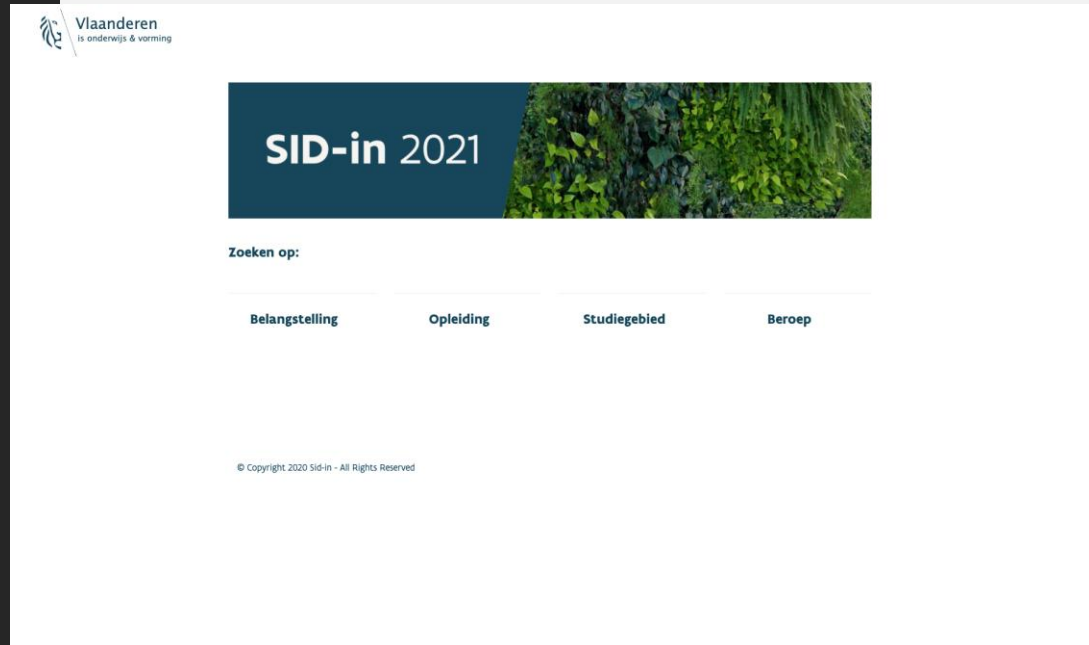 Vlaanderen
is onderwijs & vorming
SID-in 2021
Zoeken op:
Belangstelling Opleiding Studiegebied Beroep
© Copyright 2020 Sid-in - All Rights Reserved